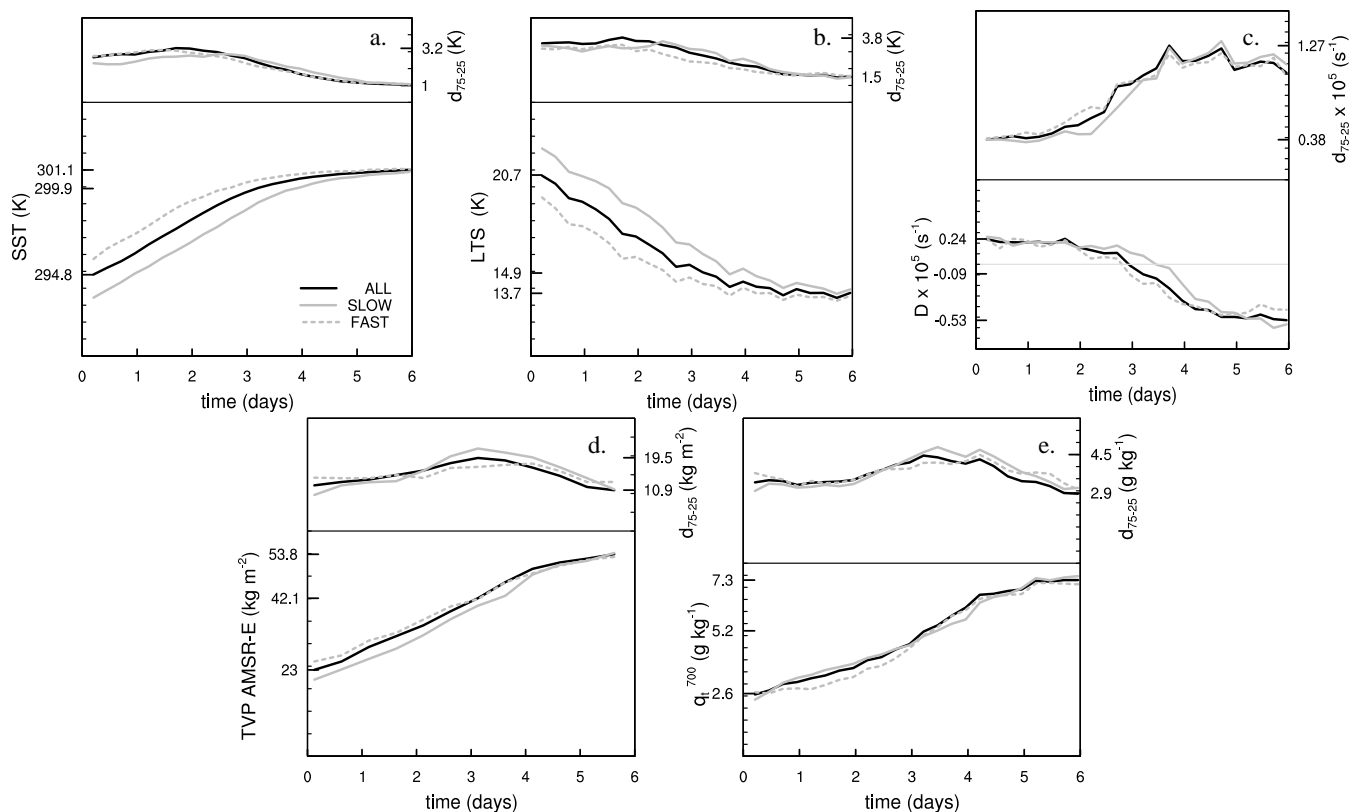 a.
3.2
1
d75-25 (K)
SST (K)
301.1
299.9
294.8
ALL
SLOW
FAST
0 1 2 3 4 5 6
time (days)
b.
3.8
1.5
d75-25 (K)
LTS (K)
20.7
14.9
13.7
0 1 2 3 4 5 6
time (days)
c.
1.27
0.38
d75-25 x 10⁵ (s⁻¹)
D x 10⁵ (s⁻¹)
0.24
-0.09
-0.53
0 1 2 3 4 5 6
time (days)
d.
19.5
10.9
d75-25 (kg m⁻²)
TVP AMSR-E (kg m⁻²)
53.8
42.1
23
0 1 2 3 4 5 6
time (days)
e.
4.5
2.9
d75-25 (g kg⁻¹)
qt⁷⁰⁰ (g kg⁻¹)
7.3
5.2
2.6
0 1 2 3 4 5 6
time (days)